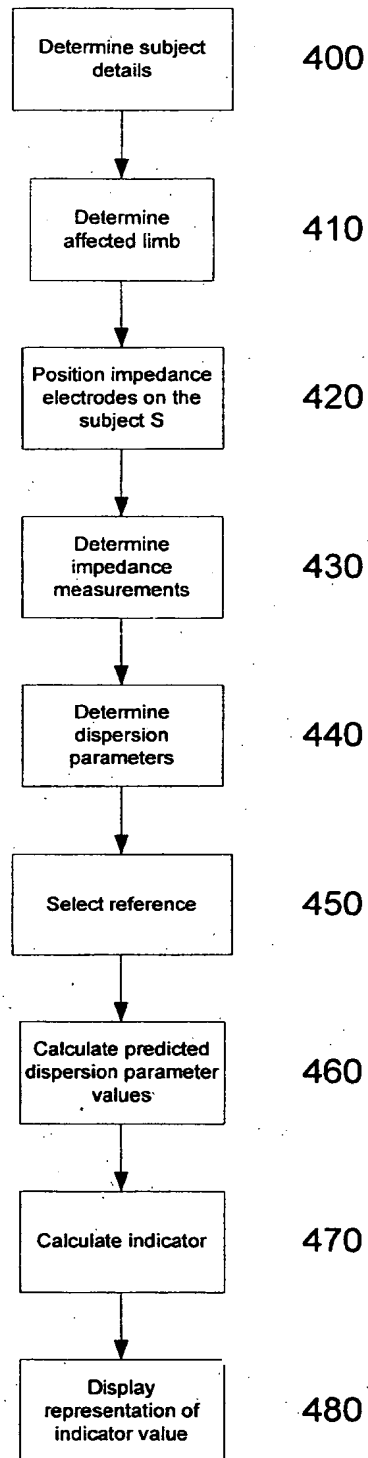 Determine subject
details
400
Determine
affected limb
410
Position impedance
electrodes on the
subject S
420
Determine
impedance
measurements
430
Determine
dispersion
parameters
440
Select reference
450
Calculate predicted
dispersion parameter
values
460
Calculate indicator
470
Display
representation of
indicator value
480